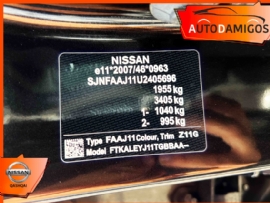 AUTODAMIGOS
NISSAN
e11*2007/46*0963
SJNFAAJ11U2405696
1955 kg
3405 kg
1- 1040 kg
2- 995 kg
Type FAAJ11 Colour, Trim Z11G
Model FTKALEYJ11TGBBAA--
NISSAN